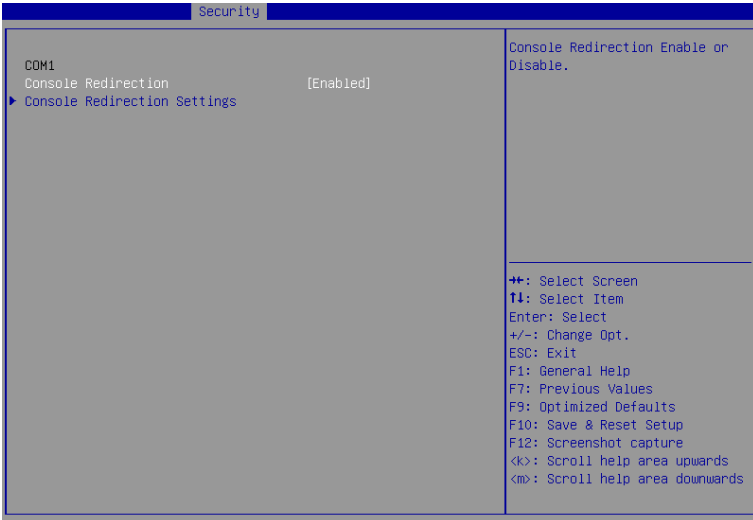 Security
COM1
Console Redirection [Enabled]
Console Redirection Settings
Console Redirection Enable or
Disable.
→←: Select Screen
↑↓: Select Item
Enter: Select
+/-: Change Opt.
ESC: Exit
F1: General Help
F7: Previous Values
F9: Optimized Defaults
F10: Save & Reset Setup
F12: Screenshot capture
<k>: Scroll help area upwards
<m>: Scroll help area downwards